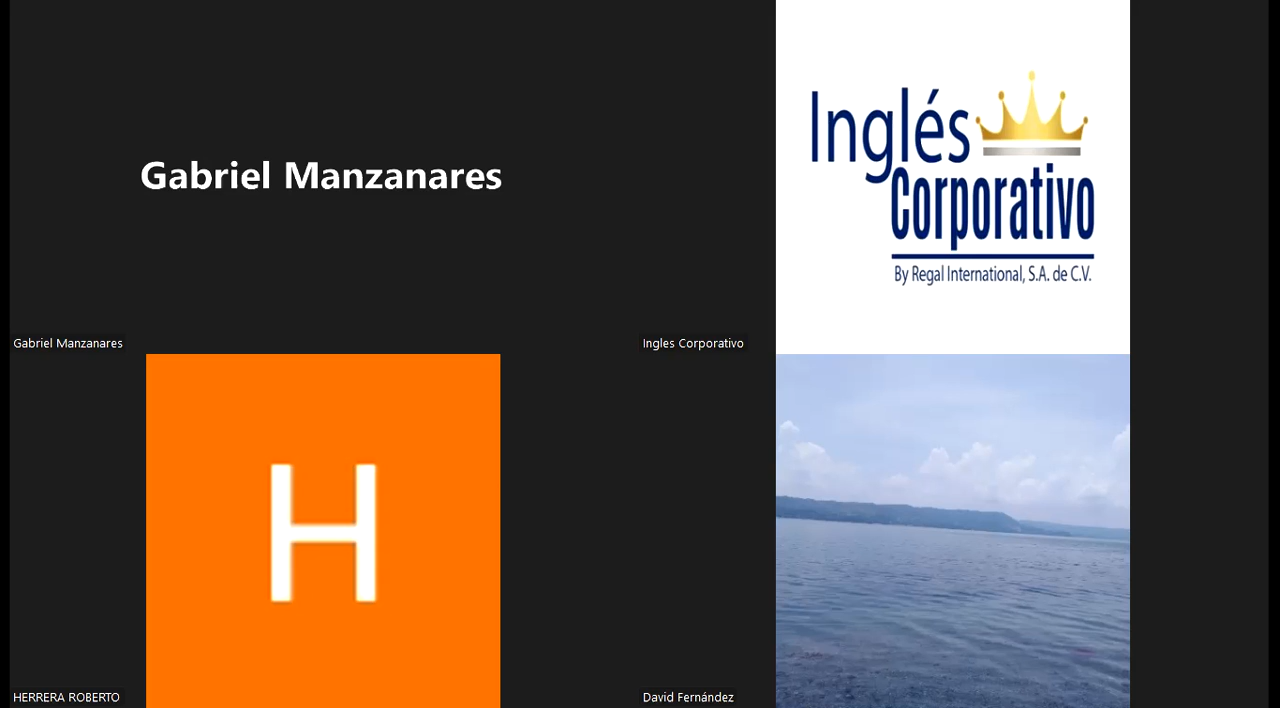 Gabriel Manzanares
Gabriel Manzanares
Inglés
Corporativo
By Regal International, S.A. de C.V.
Ingles Corporativo
H
HERRERA ROBERTO
David Fernández